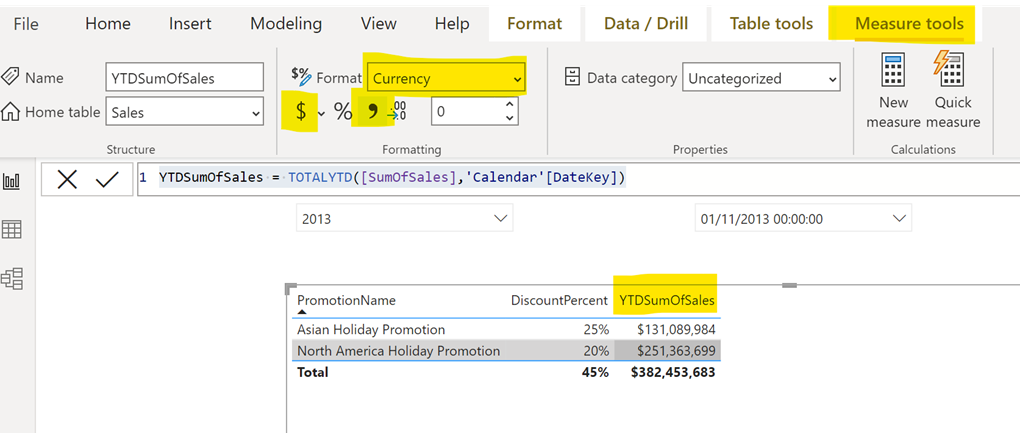 File Home Insert Modeling View Help Format Data / Drill Table tools Measure tools
Name YTDSumOfSales $% Format Currency Data category Uncategorized
Home table Sales $ % , .00 .0 0 New measure Quick measure
Structure Formatting Properties Calculations
1 YTDSumOfSales = TOTALYTD([SumOfSales],'Calendar'[DateKey])
2013 01/11/2013 00:00:00
PromotionName DiscountPercent YTDSumOfSales
Asian Holiday Promotion 25% $131,089,984
North America Holiday Promotion 20% $251,363,699
Total 45% $382,453,683